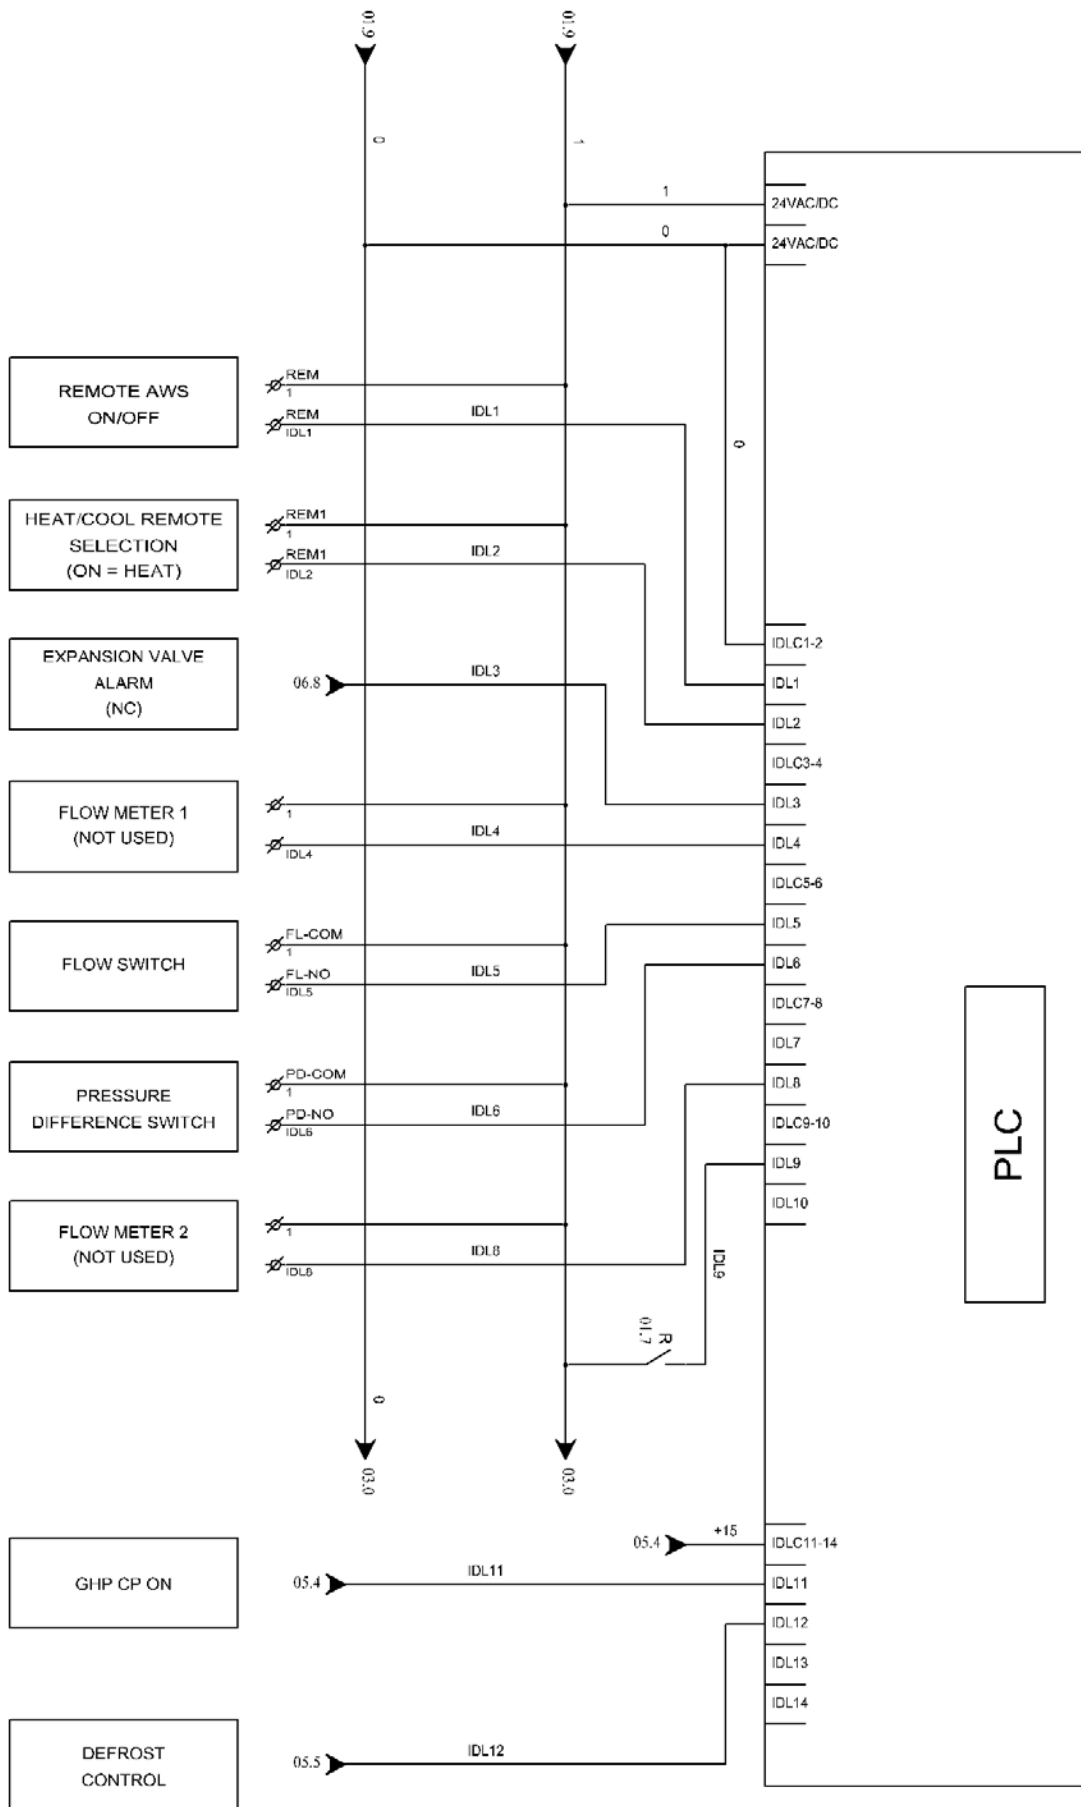 01.9
01.9
0
1
1
24VAC/DC
0
24VAC/DC
REMOTE AWS
ON/OFF
REM
1
REM
IDL1
IDL1
0
HEAT/COOL REMOTE
SELECTION
(ON = HEAT)
REM1
1
REM1
IDL2
IDL2
EXPANSION VALVE
ALARM
(NC)
06.8
IDL3
IDLC1-2
IDL1
IDL2
IDLC3-4
IDL3
IDL4
IDLC5-6
IDL5
IDL6
IDLC7-8
IDL7
IDL8
IDLC9-10
IDL9
IDL10
FLOW METER 1
(NOT USED)
1
IDL4
IDL4
FLOW SWITCH
FL-COM
1
FL-NO
IDL5
IDL5
PRESSURE
DIFFERENCE SWITCH
PD-COM
1
PD-NO
IDL6
IDL6
PLC
FLOW METER 2
(NOT USED)
1
IDL8
IDL8
IDL9
R
01.7
0
03.0
03.0
05.4
+15
IDLC11-14
GHP CP ON
05.4
IDL11
IDL11
IDL12
IDL13
IDL14
DEFROST
CONTROL
05.5
IDL12